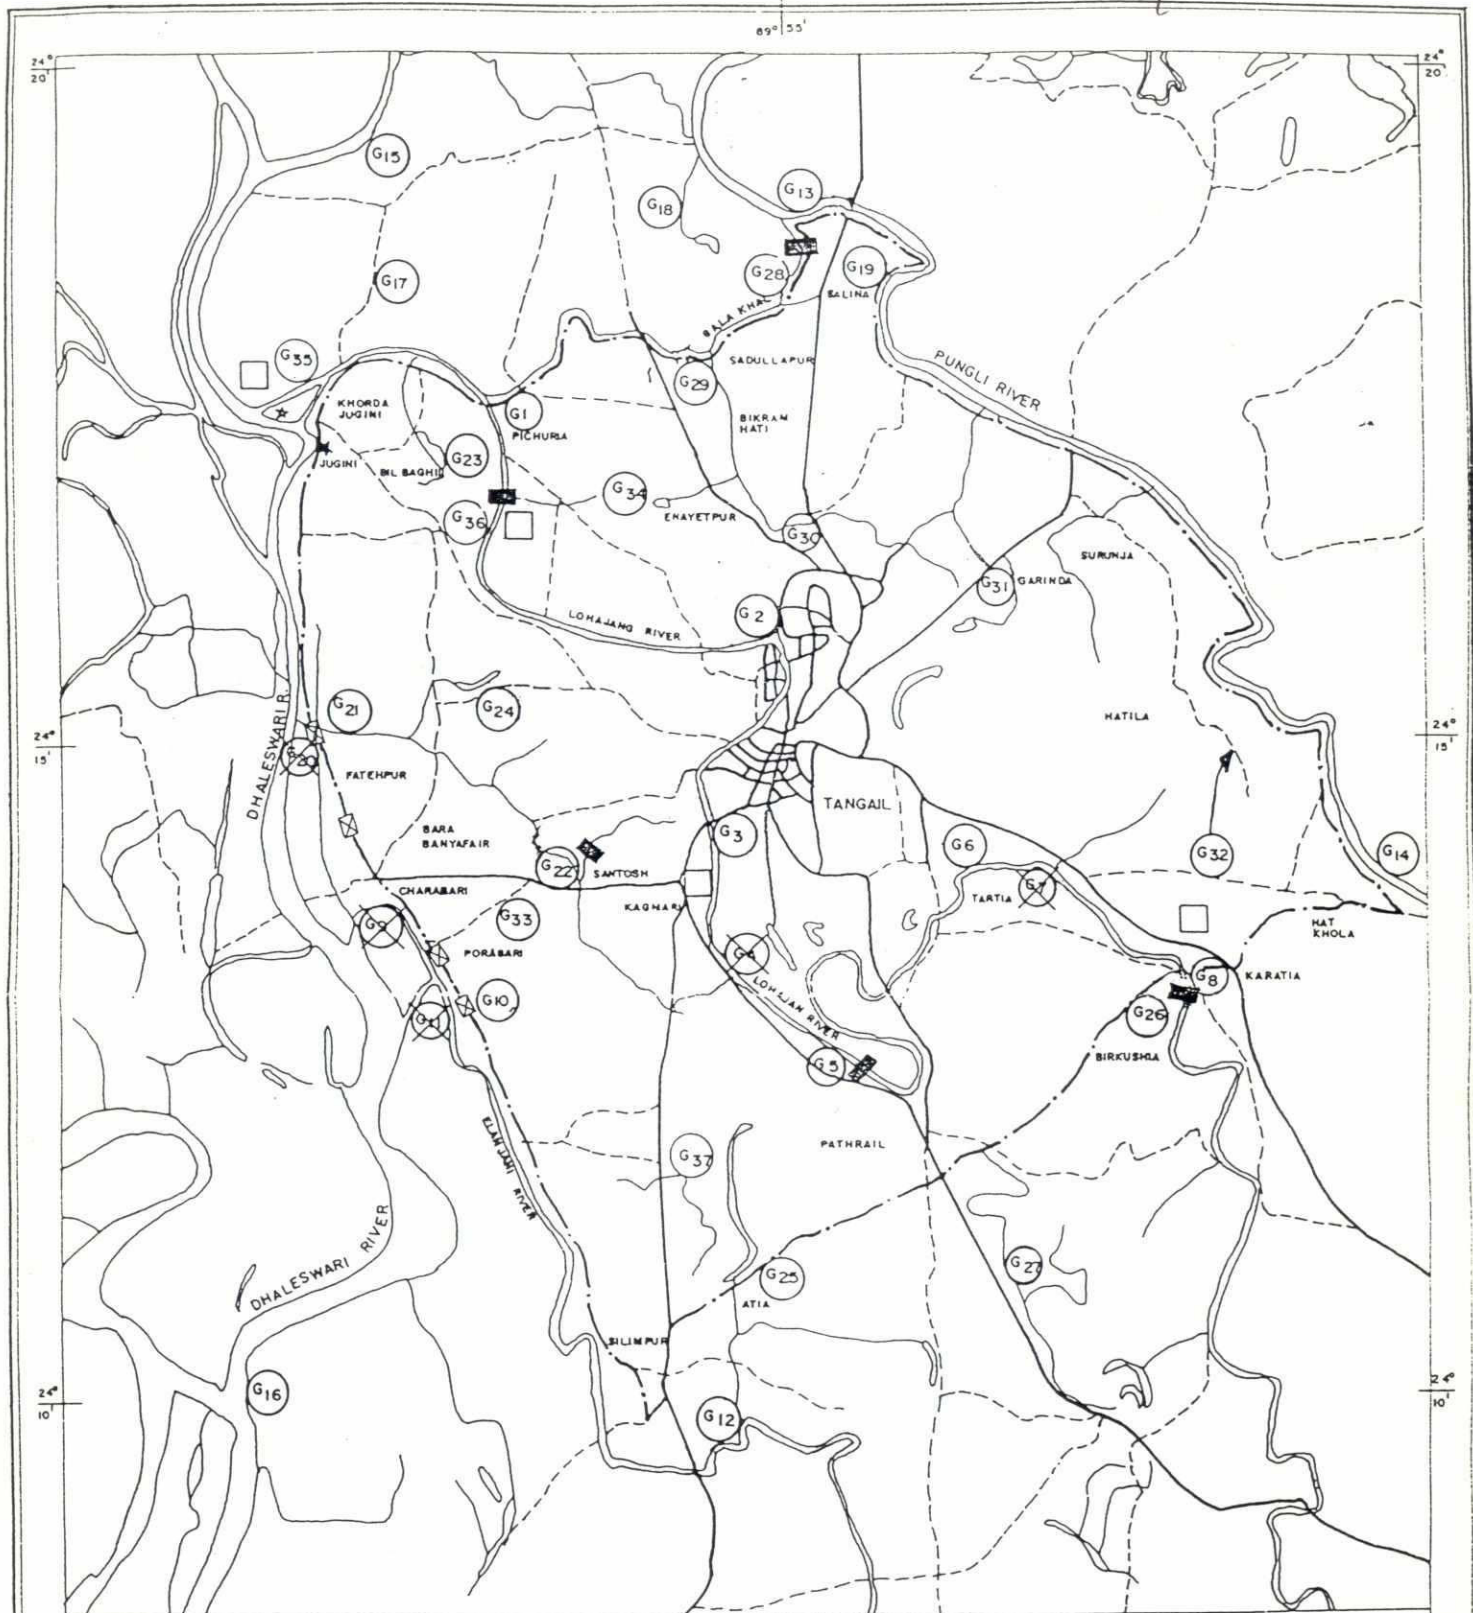 89° 55'
24°
20'
24°
20'
G15
G13
G18
G28
G19
G17
BALA KHAL
SALINA
PUNGLI RIVER
SADULLAPUR
G35
G29
KHORDA
JUGINI
G1
PICHURIA
BIKRAM
HATI
JUGINI
BIL BAGHIL
G23
G34
ENAYETPUR
G36
G30
SURUNJA
G31
GARINDA
G2
LOHAJANG RIVER
G21
G24
HATILA
DHALESWARI R.
24°
15'
24°
15'
G20
FATEHPUR
TANGAIL
BARA
BANYAFAIR
G3
G6
G32
G14
G22
SANTOSH
G7
CHARABARI
KAGMARI
TARTIA
G33
G9
HAT
KHOLA
PORABARI
G4
G8
KARATIA
LOHAJAN RIVER
G10
G11
G26
BIRKUSHIA
G5
ELANJANI RIVER
PATHRAIL
G37
DHALESWARI RIVER
G27
G25
ATIA
SILIMPUR
24°
10'
24°
10'
G16
G12